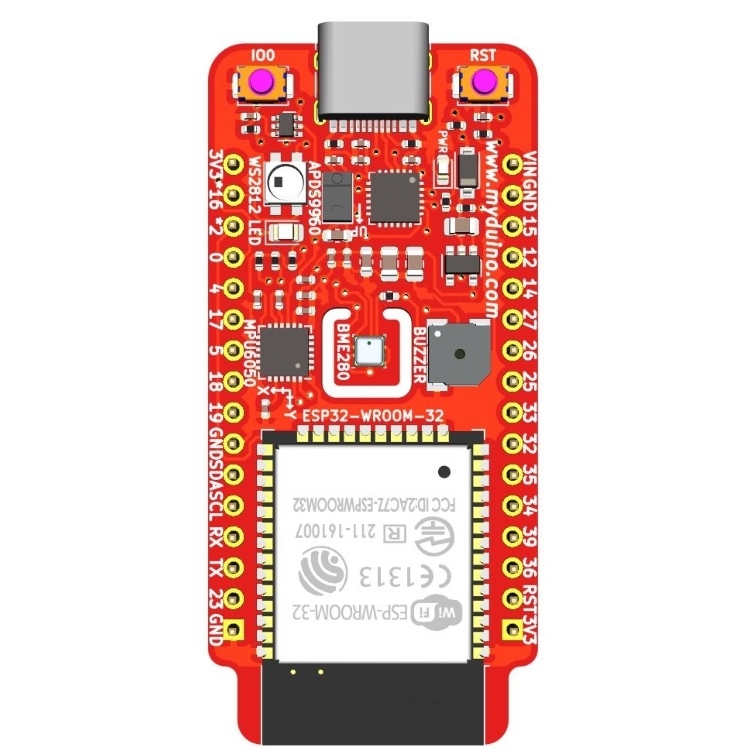 IO0
RST
PWR
www.myduino.com
WS2812 LED
APDS9960
UP
3V3
*16
*2
0
4
17
5
18
19
GND
SDA
SCL
RX
TX
23
GND
VIN
GND
15
12
14
27
26
25
33
32
35
34
39
36
RST
3V3
MPU6050
X
Y
BME280
BUZZER
ESP32-WROOM-32
FCC ID:2AC7Z-ESPWROOM32
R 211-161007
CE1313
WiFi ESP-WROOM-32